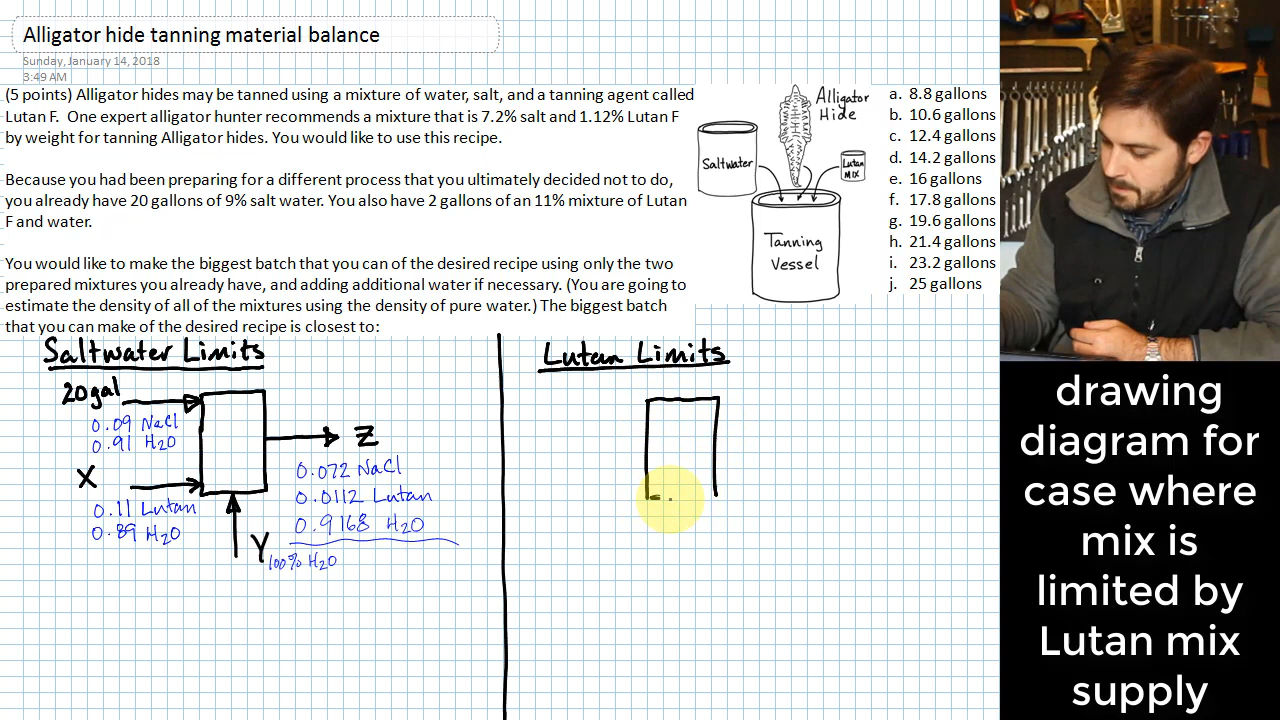 Alligator hide tanning material balance
Sunday, January 14, 2018
3:49 AM
(5 points) Alligator hides may be tanned using a mixture of water, salt, and a tanning agent called
Lutan F.  One expert alligator hunter recommends a mixture that is 7.2% salt and 1.12% Lutan F
by weight for tanning Alligator hides. You would like to use this recipe.
Because you had been preparing for a different process that you ultimately decided not to do,
you already have 20 gallons of 9% salt water. You also have 2 gallons of an 11% mixture of Lutan
F and water.
You would like to make the biggest batch that you can of the desired recipe using only the two
prepared mixtures you already have, and adding additional water if necessary. (You are going to
estimate the density of all of the mixtures using the density of pure water.) The biggest batch
that you can make of the desired recipe is closest to:
Alligator
Hide
Saltwater
Lutan
Mix
Tanning
Vessel
a. 8.8 gallons
b. 10.6 gallons
c. 12.4 gallons
d. 14.2 gallons
e. 16 gallons
f. 17.8 gallons
g. 19.6 gallons
h. 21.4 gallons
i. 23.2 gallons
j. 25 gallons
Saltwater Limits
20gal
0.09 NaCl
0.91 H2O
X
0.11 Lutan
0.89 H2O
Z
0.072 NaCl
0.0112 Lutan
0.9168 H2O
Y
100% H2O
Lutan Limits
drawing
diagram for
case where
mix is
limited by
Lutan mix
supply